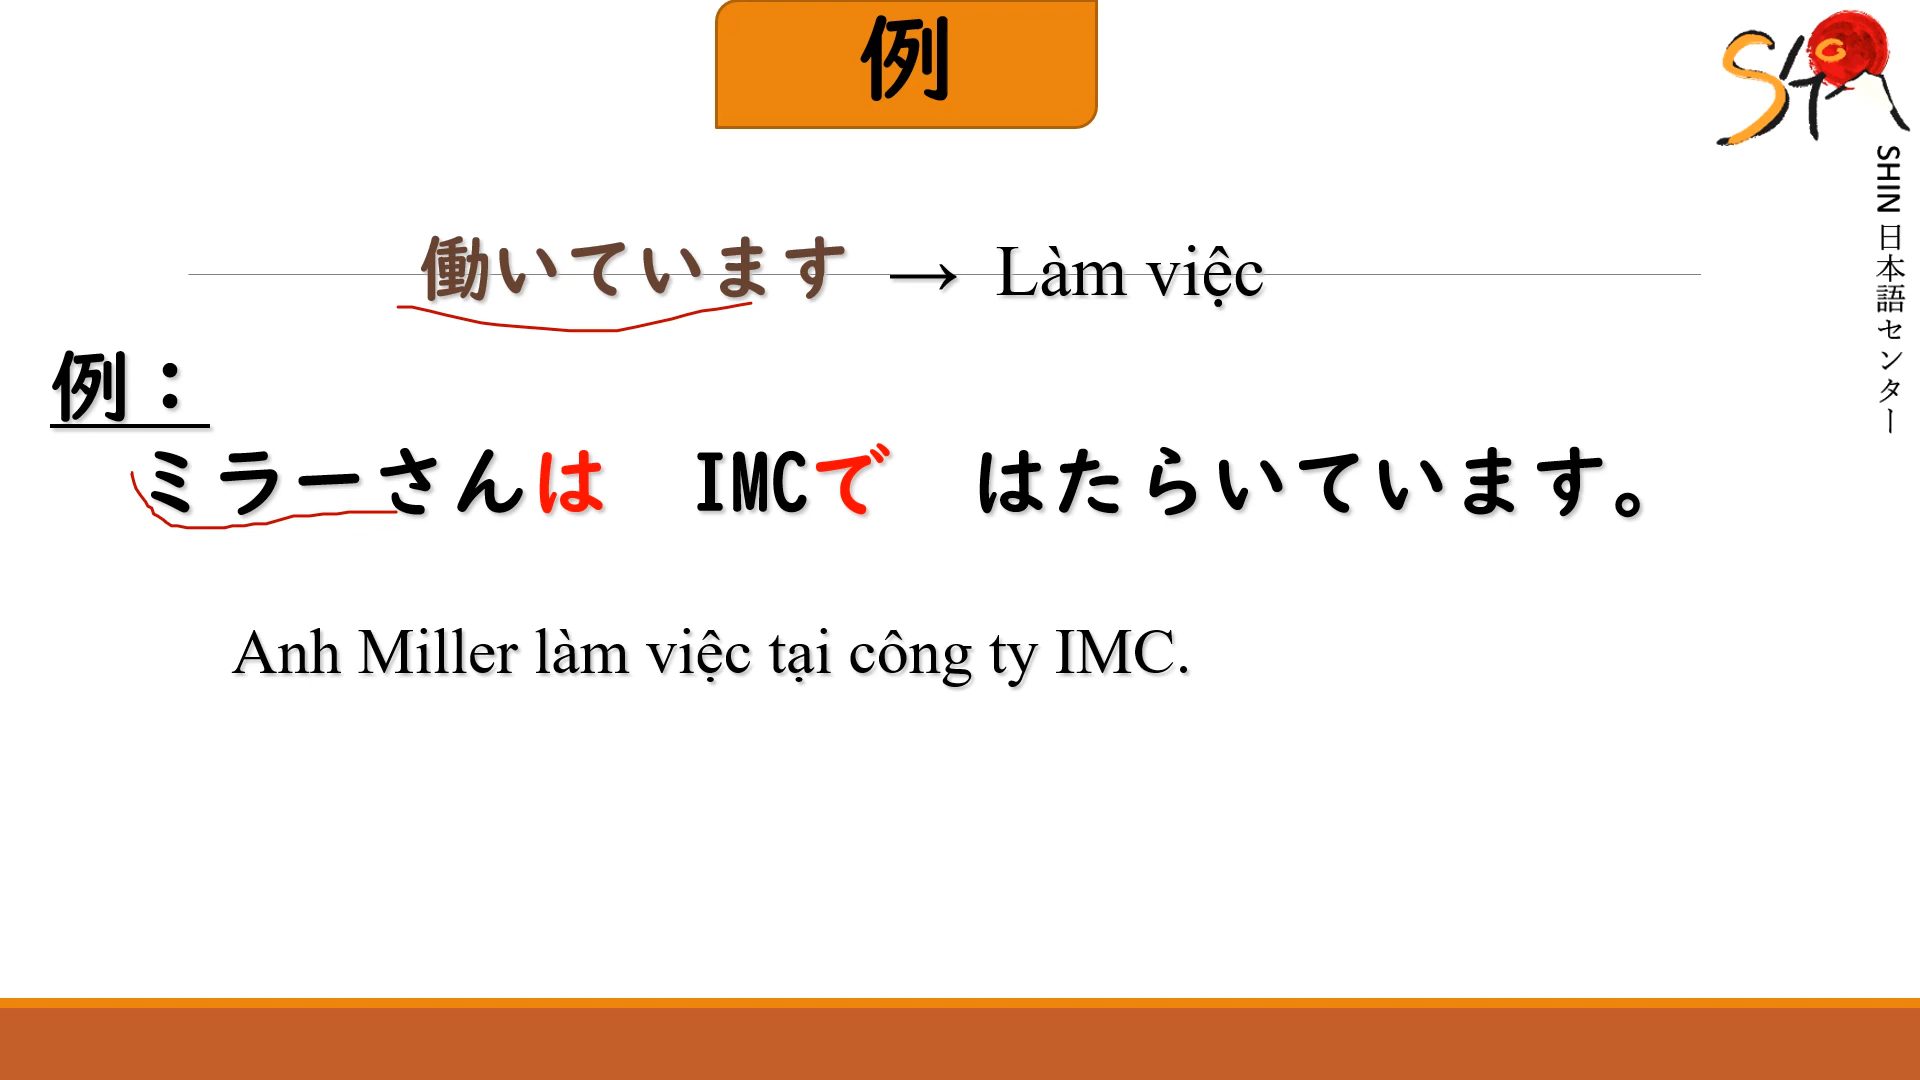 例
SHIN
SHIN 日本語センター
働いています → Làm việc
例：
ミラーさんは　IMCで　はたらいています。
Anh Miller làm việc tại công ty IMC.